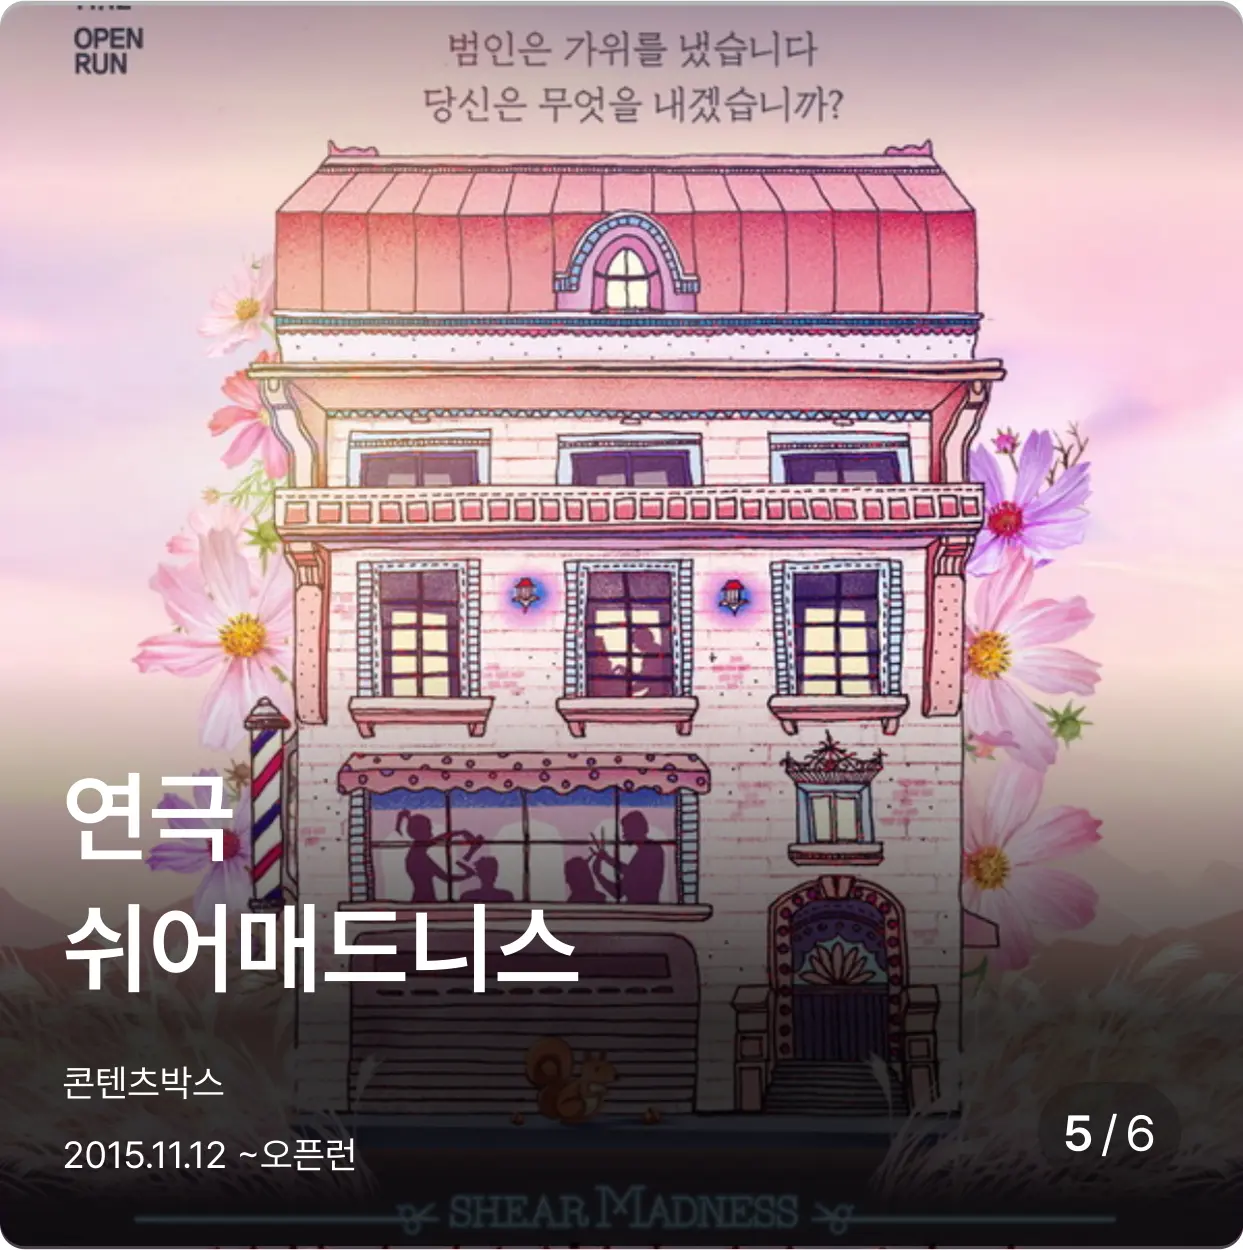 OPEN
RUN
범인은 가위를 냈습니다
당신은 무엇을 내겠습니까?
연극
쉬어매드니스
콘텐츠박스
2015.11.12 ~오픈런
5/6
SHEAR MADNESS